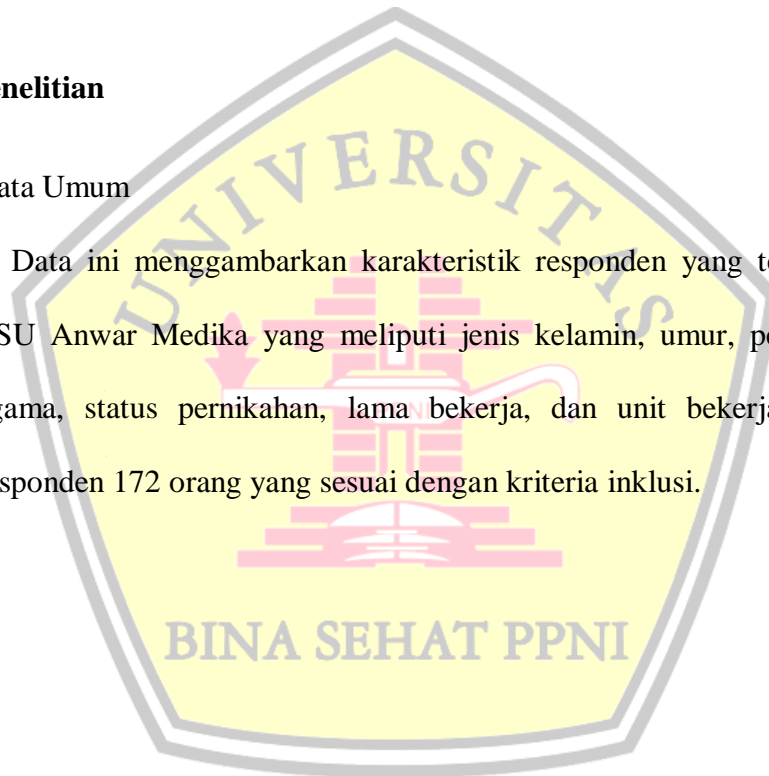 enelitian
ata Umum
Data ini menggambarkan karakteristik responden yang te
SU Anwar Medika yang meliputi jenis kelamin, umur, pe
gama, status pernikahan, lama bekerja, dan unit bekerja
sponden 172 orang yang sesuai dengan kriteria inklusi.
UNIVERSITAS
PPNI
BINA SEHAT PPNI